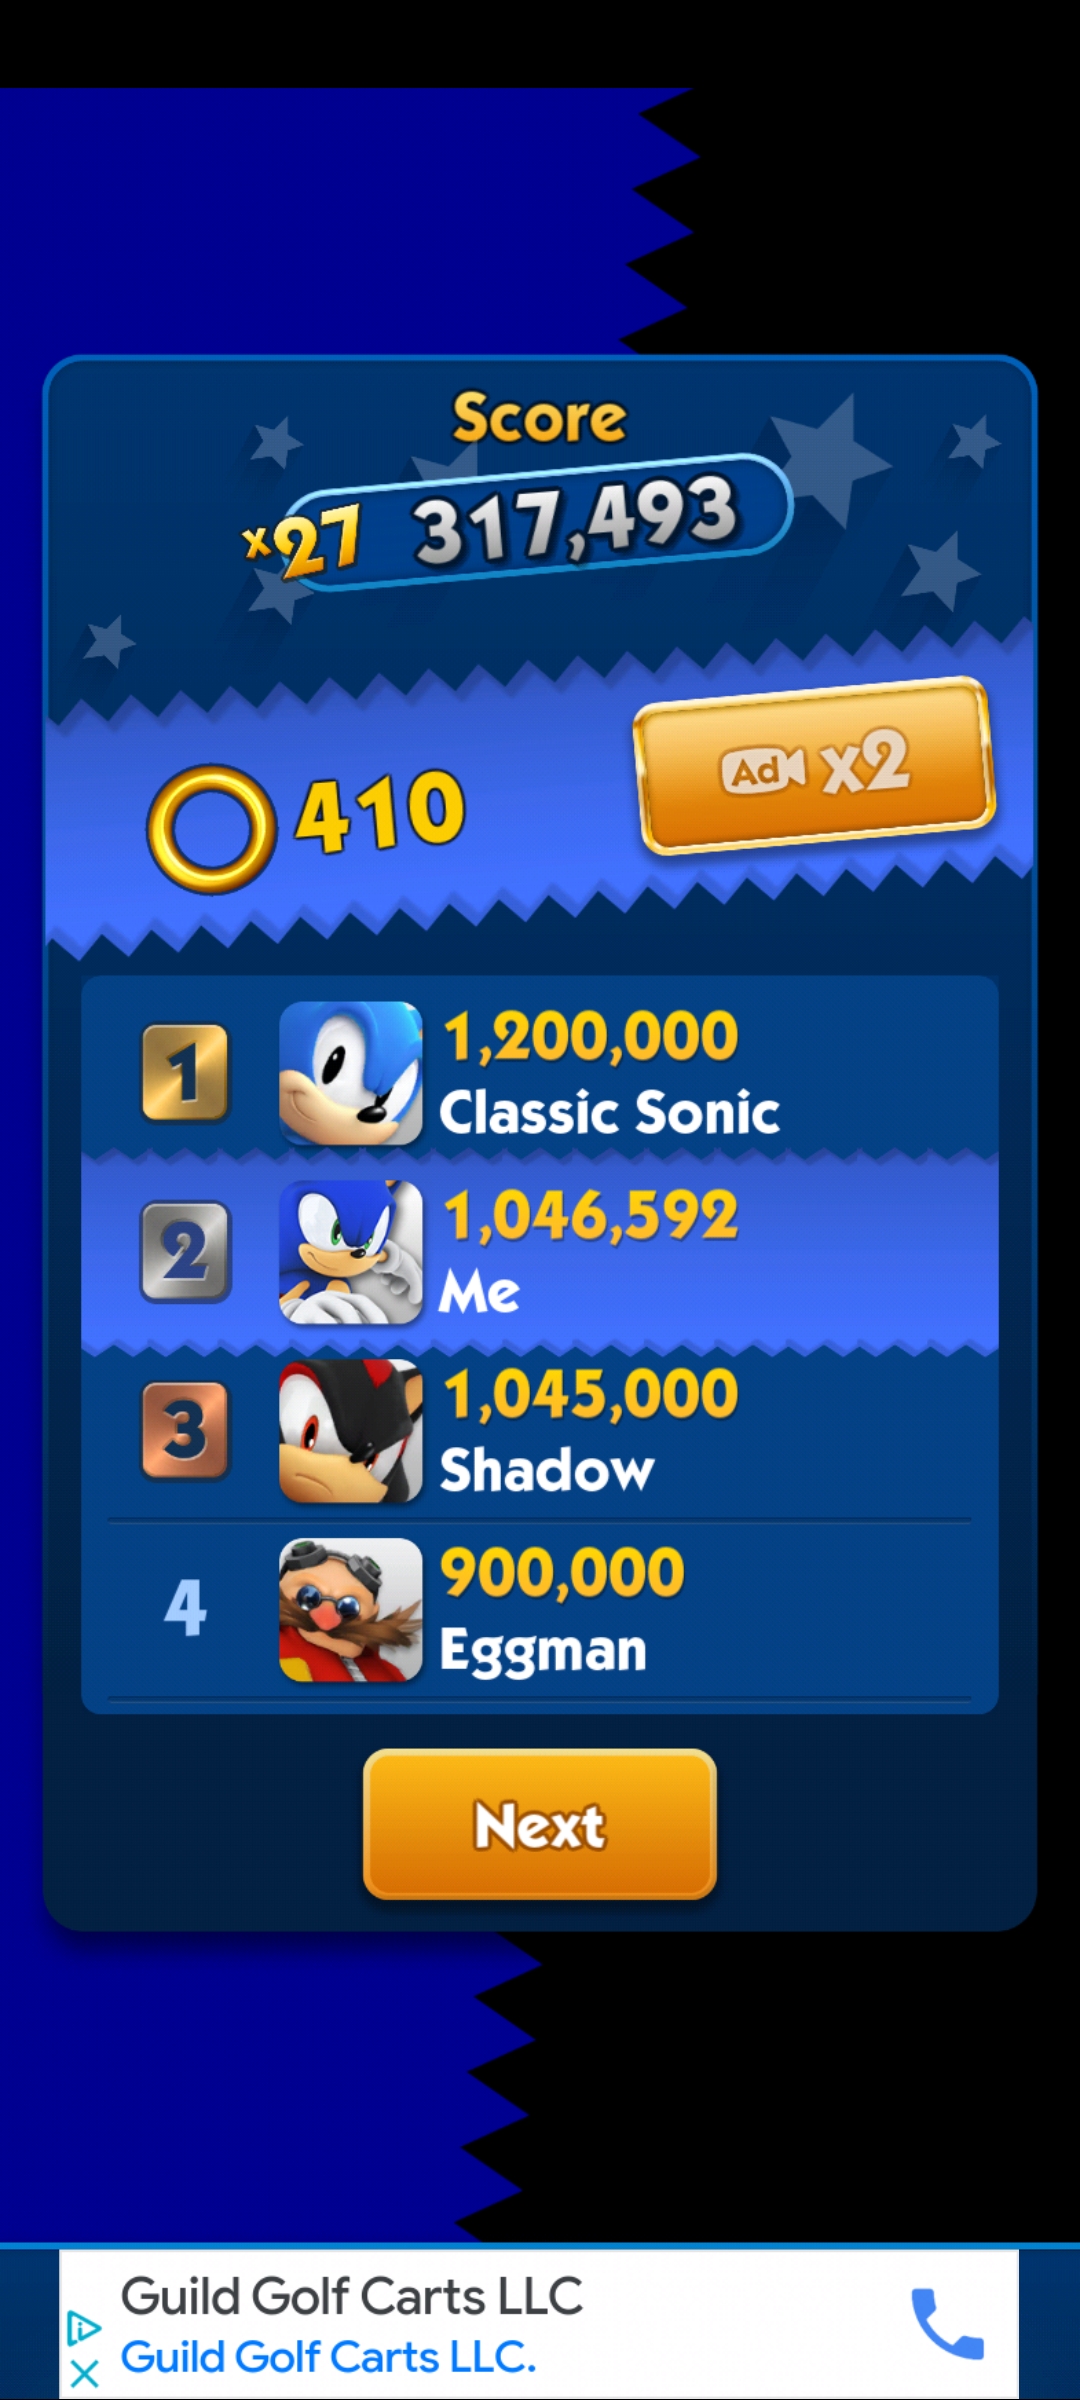 Score
x27 317,493
410
Ad x2
1
1,200,000
Classic Sonic
2
1,046,592
Me
3
1,045,000
Shadow
4
900,000
Eggman
Next
Guild Golf Carts LLC
Guild Golf Carts LLC.